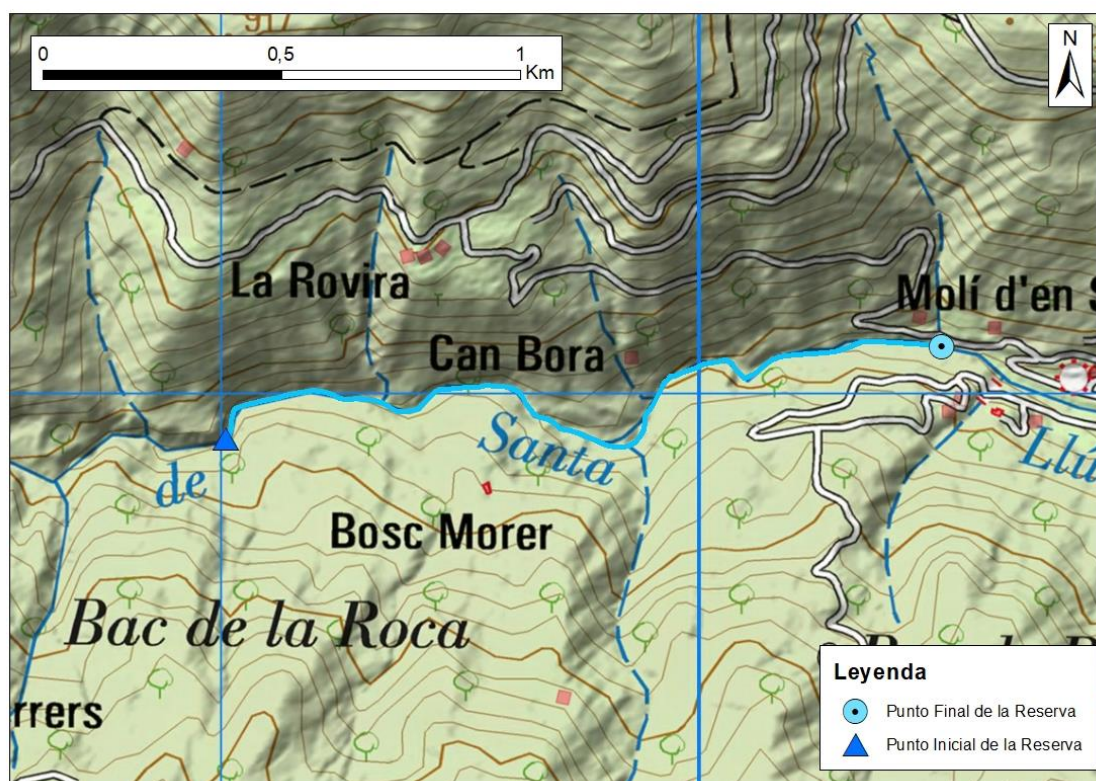 917
0 0,5 1
Km
N
La Rovira
Molí d'en S
Can Bora
de Santa Llú
Bosc Morer
Bac de la Roca
rrers
Leyenda
Punto Final de la Reserva
Punto Inicial de la Reserva